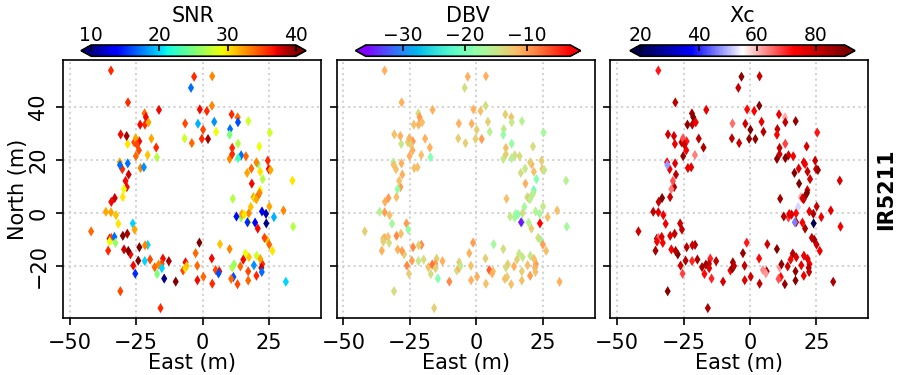 SNR DBV Xc
10 20 30 40 −30 −20 −10 20 40 60 80
40
20
0
−20
North (m)
IR5211
−50 −25 0 25 −50 −25 0 25 −50 −25 0 25
East (m) East (m) East (m)